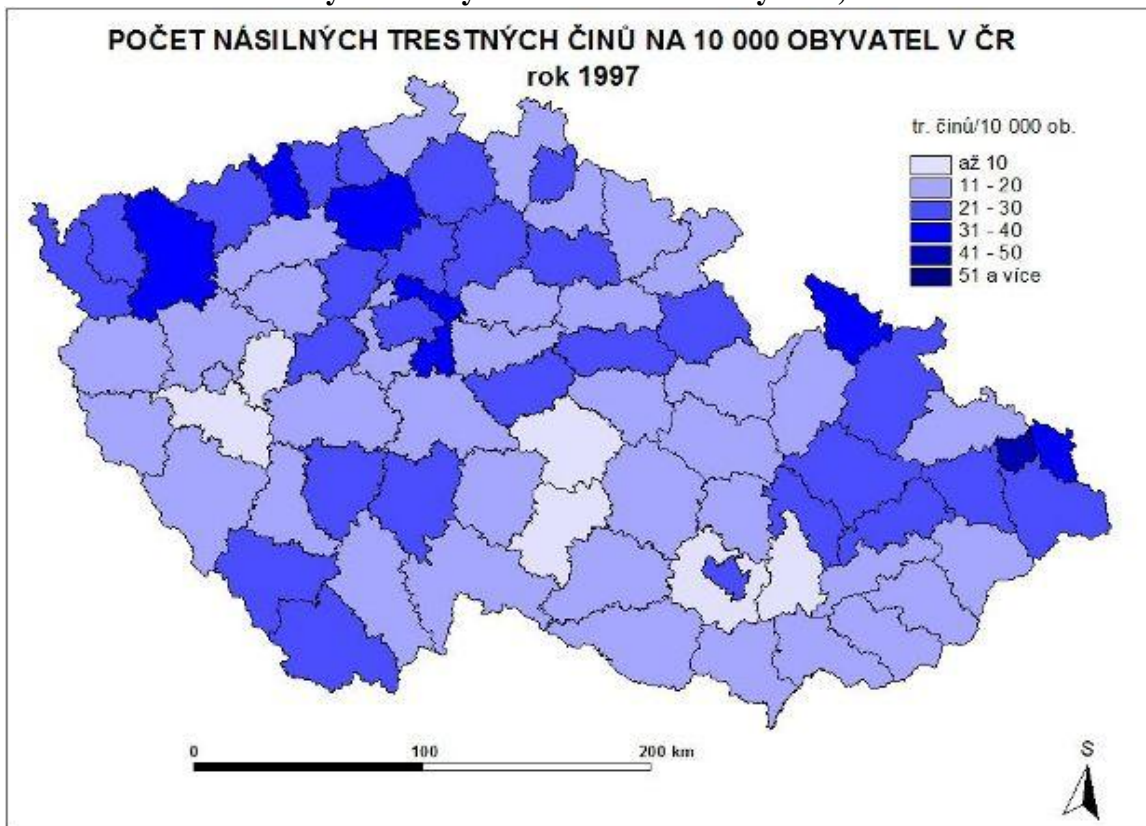 POČET NÁSILNÝCH TRESTNÝCH ČINŮ NA 10 000 OBYVATEL V ČR
rok 1997
tr. činů/10 000 ob.
až 10
11 - 20
21 - 30
31 - 40
41 - 50
51 a více
0 100 200 km
S